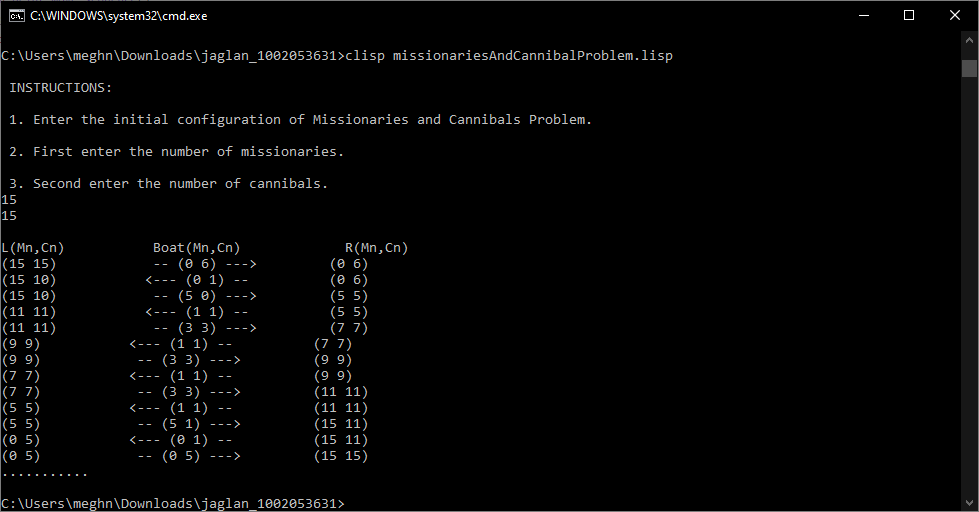 C:\WINDOWS\system32\cmd.exe
C:\Users\meghn\Downloads\jaglan_1002053631>clisp missionariesAndCannibalProblem.lisp
INSTRUCTIONS:
1. Enter the initial configuration of Missionaries and Cannibals Problem.
2. First enter the number of missionaries.
3. Second enter the number of cannibals.
15
15
L(Mn,Cn) Boat(Mn,Cn) R(Mn,Cn)
(15 15) -- (0 6) ---> (0 6)
(15 10) <--- (0 1) -- (0 6)
(15 10) -- (5 0) ---> (5 5)
(11 11) <--- (1 1) -- (5 5)
(11 11) -- (3 3) ---> (7 7)
(9 9) <--- (1 1) -- (7 7)
(9 9) -- (3 3) ---> (9 9)
(7 7) <--- (1 1) -- (9 9)
(7 7) -- (3 3) ---> (11 11)
(5 5) <--- (1 1) -- (11 11)
(5 5) -- (5 1) ---> (15 11)
(0 5) <--- (0 1) -- (15 11)
(0 5) -- (0 5) ---> (15 15)
...........
C:\Users\meghn\Downloads\jaglan_1002053631>